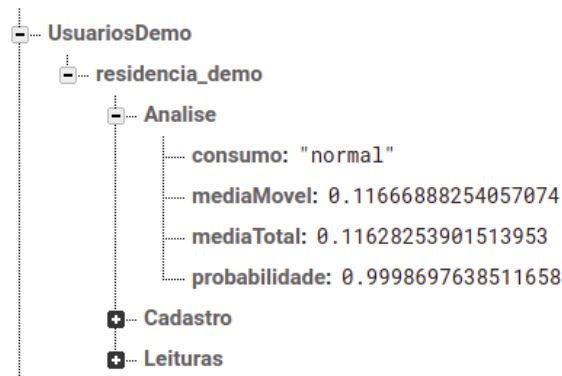 UsuariosDemo
residencia_demo
Analise
consumo: "normal"
mediaMovel: 0.11666888254057074
mediaTotal: 0.11628253901513953
probabilidade: 0.9998697638511658
Cadastro
Leituras